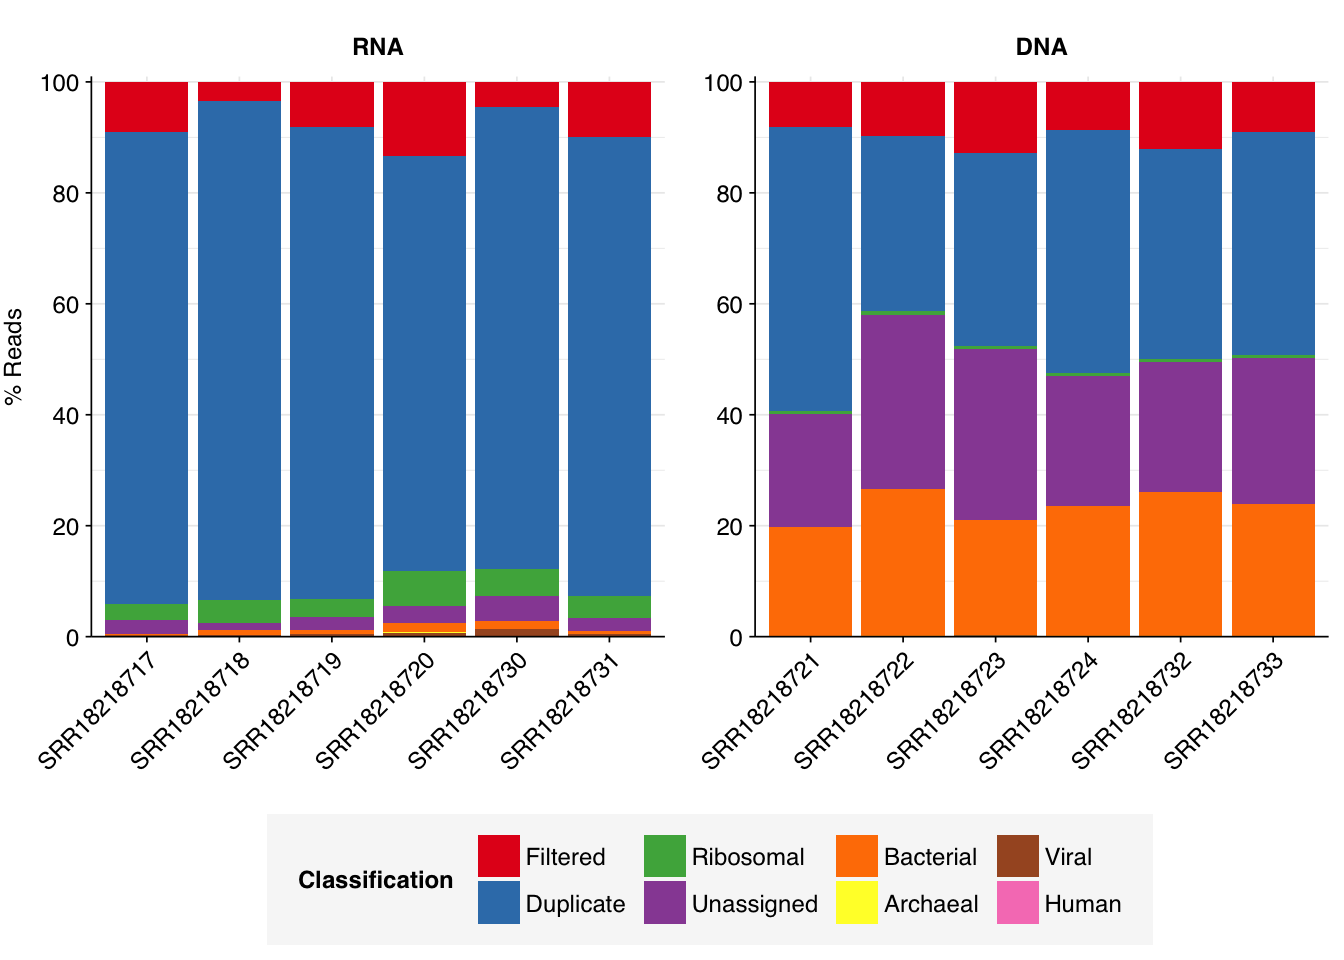 RNA
DNA
% Reads
100
80
60
40
20
0
100
80
60
40
20
0
SRR18218717
SRR18218718
SRR18218719
SRR18218720
SRR18218730
SRR18218731
SRR18218721
SRR18218722
SRR18218723
SRR18218724
SRR18218732
SRR18218733
Classification
Filtered
Ribosomal
Bacterial
Viral
Duplicate
Unassigned
Archaeal
Human